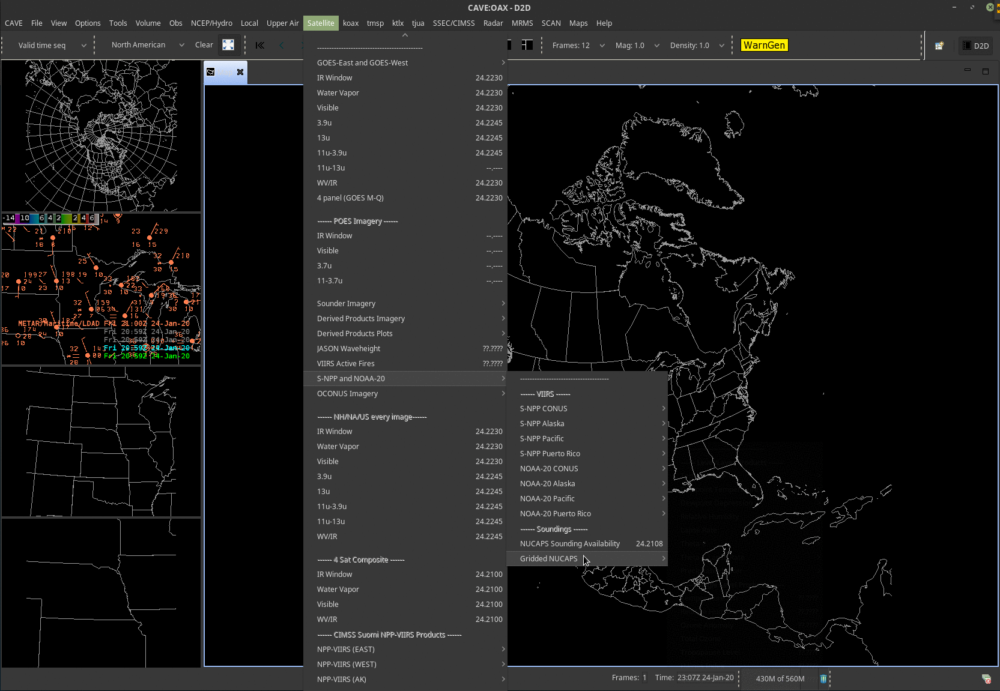 CAVE:OAX - D2D
CAVE File View Options Tools Volume Obs NCEP/Hydro Local Upper Air Satellite koax tmsp ktlx tjua SSEC/CIMSS Radar MRMS SCAN Maps Help
Valid time seq North American Clear Frames: 12 Mag: 1.0 Density: 1.0 WarnGen D2D
GOES-East and GOES-West
IR Window 24.2230
Water Vapor 24.2230
Visible 24.2230
3.9u 24.2245
13u 24.2245
11u-3.9u 24.2245
11u-13u --.----
WV/IR 24.2230
4 panel (GOES M-Q) 24.2230
------ POES Imagery ------
IR Window --.----
Visible --.----
3.7u --.----
11-3.7u --.----
Sounder Imagery
Derived Products Imagery
Derived Products Plots
JASON Waveheight ??.????
VIIRS Active Fires ??.????
S-NPP and NOAA-20
OCONUS Imagery
------ NH/NA/US every image------
IR Window 24.2230
Water Vapor 24.2230
Visible 24.2230
3.9u 24.2245
13u 24.2245
11u-3.9u 24.2245
11u-13u 24.2245
WV/IR 24.2245
------ 4 Sat Composite ------
IR Window 24.2100
Water Vapor 24.2100
Visible 24.2100
WV/IR 24.2100
------ CIMSS Suomi NPP-VIIRS Products ------
NPP-VIIRS (EAST)
NPP-VIIRS (WEST)
NPP-VIIRS (AK)
------ VIIRS ------
S-NPP CONUS
S-NPP Alaska
S-NPP Pacific
S-NPP Puerto Rico
NOAA-20 CONUS
NOAA-20 Alaska
NOAA-20 Pacific
NOAA-20 Puerto Rico
------ Soundings ------
NUCAPS Sounding Availability 24.2108
Gridded NUCAPS
-14 10 6 4 2 2 4 6
METAR/Maritime/LDAD Fri 21:00Z 24-Jan-20
Fri 20:59Z 24-Jan-20
Fri 20:59Z 24-Jan-20
Fri 20:59Z 24-Jan-20
Fri 20:59Z 24-Jan-20
Frames: 1 Time: 23:07Z 24-Jan-20 430M of 560M